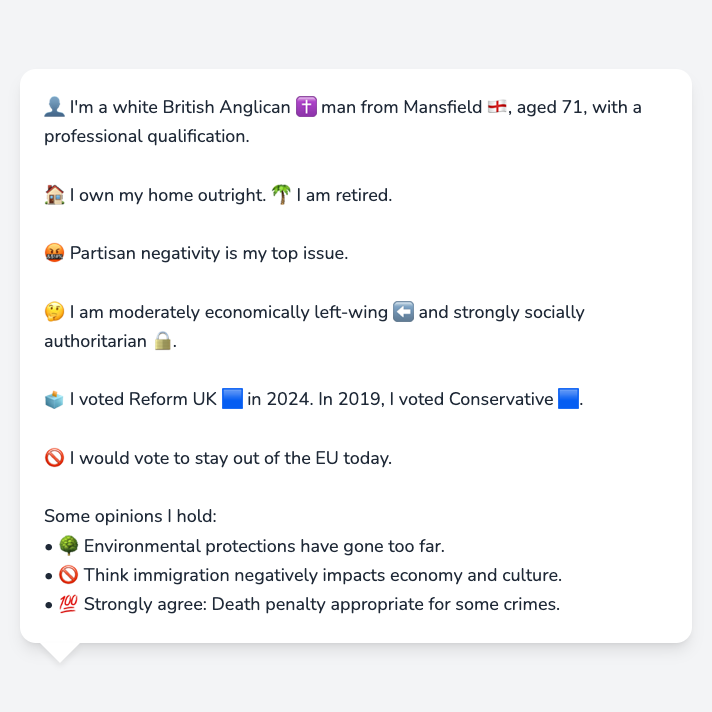 👤 I'm a white British Anglican ✝️ man from Mansfield 🏴󠁧󠁢󠁥󠁮󠁧󠁿, aged 71, with a
professional qualification.
🏠 I own my home outright. 🌴 I am retired.
🤬 Partisan negativity is my top issue.
🤔 I am moderately economically left-wing ⬅️ and strongly socially
authoritarian 🔒.
🗳️ I voted Reform UK 🟦 in 2024. In 2019, I voted Conservative 🟦.
🚫 I would vote to stay out of the EU today.
Some opinions I hold:
• 🌳 Environmental protections have gone too far.
• 🚫 Think immigration negatively impacts economy and culture.
• 💯 Strongly agree: Death penalty appropriate for some crimes.